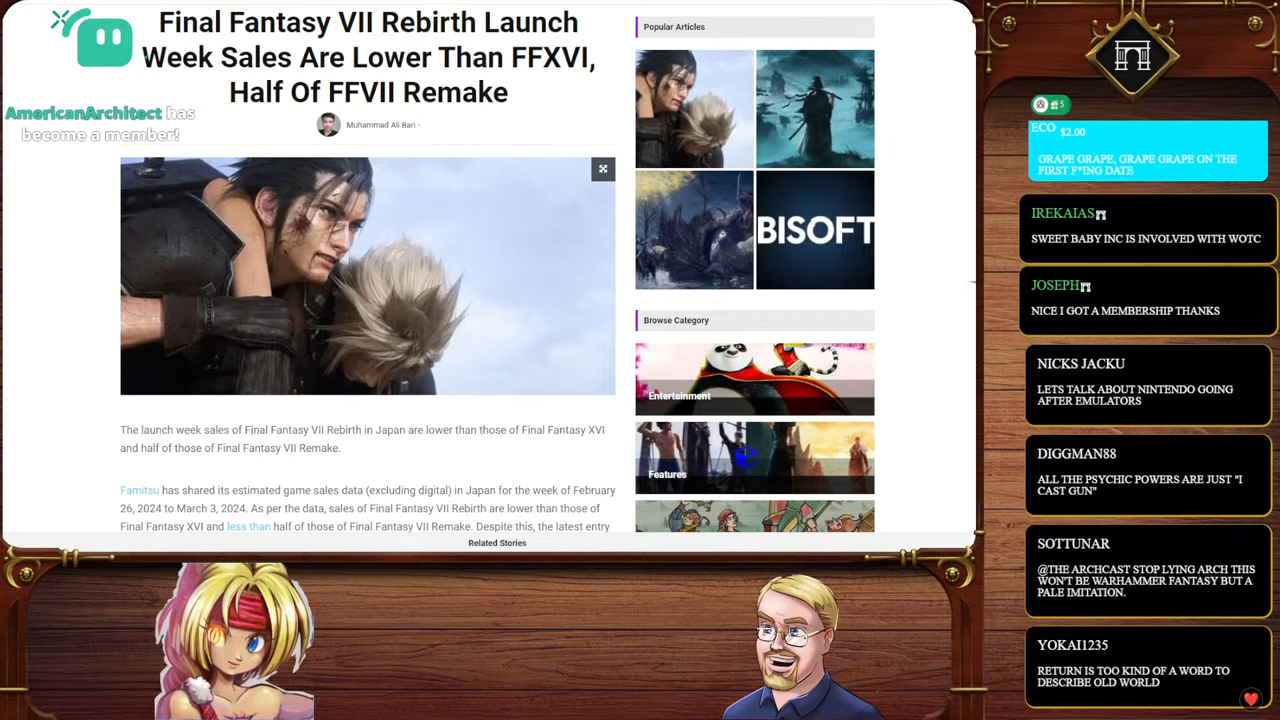 Final Fantasy VII Rebirth Launch
Week Sales Are Lower Than FFXVI,
Half Of FFVII Remake
AmericanArchitect has
become a member!
Muhammad Ali Bari -
The launch week sales of Final Fantasy VII Rebirth in Japan are lower than those of Final Fantasy XVI
and half of those of Final Fantasy VII Remake.
Famitsu has shared its estimated game sales data (excluding digital) in Japan for the week of February
26, 2024 to March 3, 2024. As per the data, sales of Final Fantasy VII Rebirth are lower than those of
Final Fantasy XVI and less than half of those of Final Fantasy VII Remake. Despite this, the latest entry
Related Stories
Popular Articles
BISOFT
Browse Category
Entertainment
Features
5
ECO $2.00
GRAPE GRAPE, GRAPE GRAPE ON THE
FIRST F*ING DATE
IREKAIAS
SWEET BABY INC IS INVOLVED WITH WOTC
JOSEPH
NICE I GOT A MEMBERSHIP THANKS
NICKS JACKU
LETS TALK ABOUT NINTENDO GOING
AFTER EMULATORS
DIGGMAN88
ALL THE PSYCHIC POWERS ARE JUST "I
CAST GUN"
SOTTUNAR
@THE ARCHCAST STOP LYING ARCH THIS
WON'T BE WARHAMMER FANTASY BUT A
PALE IMITATION.
YOKAI1235
RETURN IS TOO KIND OF A WORD TO
DESCRIBE OLD WORLD